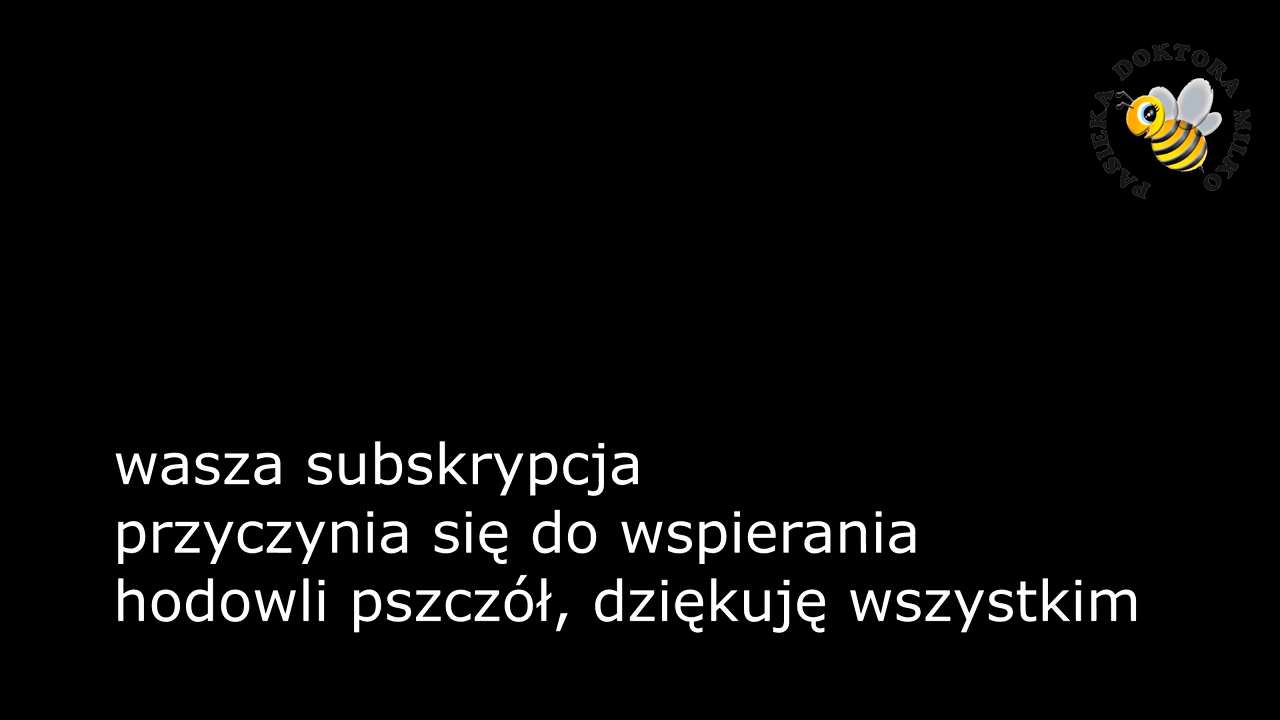 PASIEKA DOKTORA MILKO
wasza subskrypcja
przyczynia się do wspierania
hodowli pszczół, dziękuję wszystkim